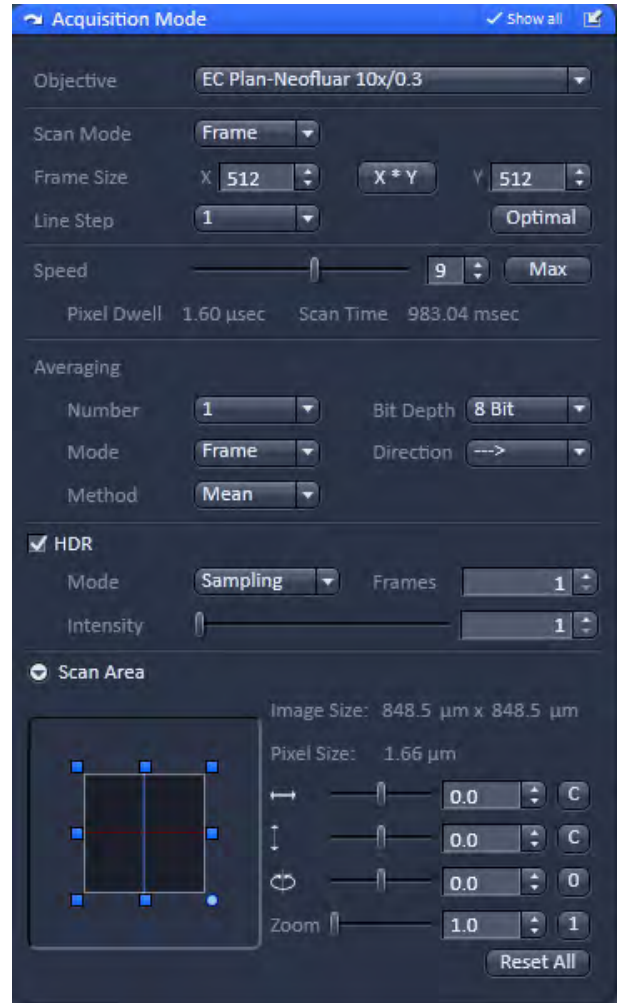 Acquisition Mode Show all
Objective EC Plan-Neofluar 10x/0.3
Scan Mode Frame
Frame Size X 512 X * Y Y 512
Line Step 1 Optimal
Speed 9 Max
Pixel Dwell 1.60 µsec Scan Time 983.04 msec
Averaging
Number 1 Bit Depth 8 Bit
Mode Frame Direction --->
Method Mean
HDR
Mode Sampling Frames 1
Intensity 1
Scan Area
Image Size: 848.5 µm x 848.5 µm
Pixel Size: 1.66 µm
0.0 C
0.0 C
0.0 0
Zoom 1.0 1
Reset All